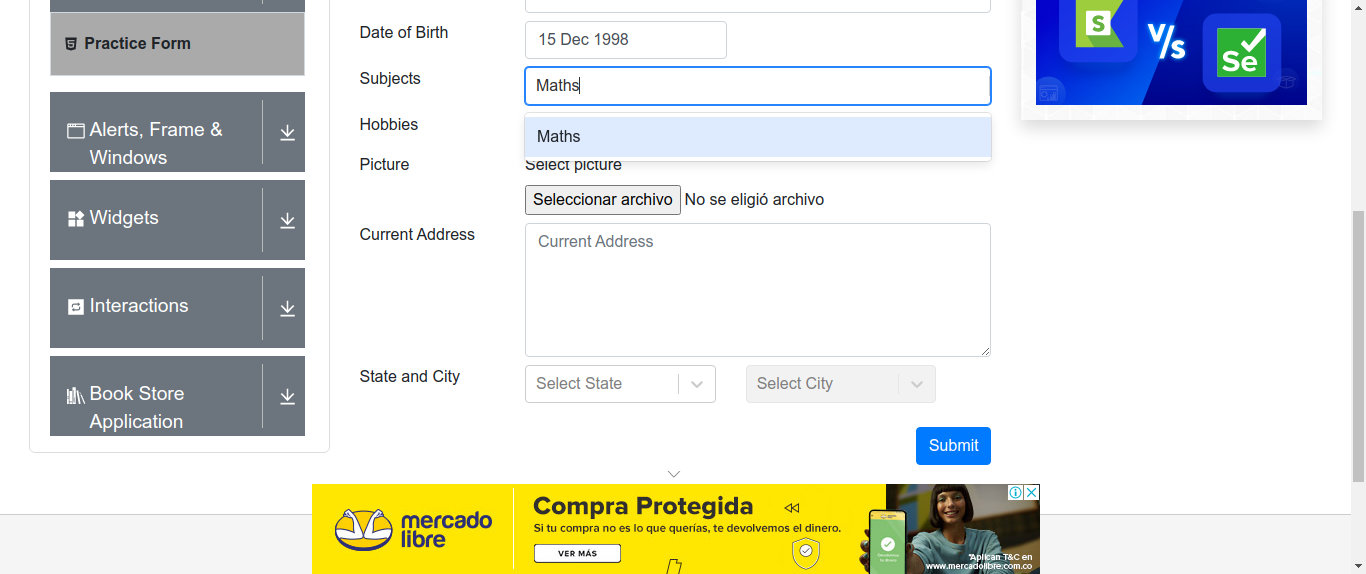 Practice Form
Alerts, Frame &
Windows
Widgets
Interactions
Book Store
Application
Date of Birth
15 Dec 1998
Subjects
Maths
Maths
Hobbies
Picture
Select picture
Seleccionar archivo No se eligió archivo
Current Address
Current Address
State and City
Select State
Select City
Submit
S
V/s
Se
mercado
libre
Compra Protegida
Si tu compra no es lo que querías, te devolvemos el dinero.
VER MÁS
*Aplican T&C en
www.mercadolibre.com.co